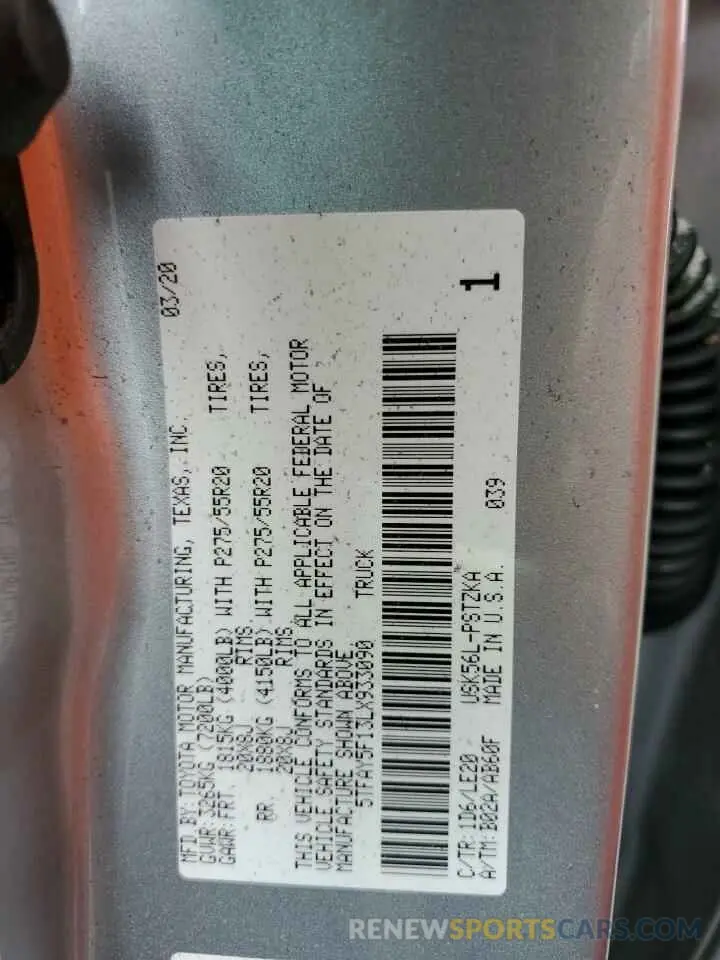 MFD BY: TOYOTA MOTOR MANUFACTURING, TEXAS, INC. 03/20
GVWR: 3265KG (7200LB)
GAWR: FRT. 1815KG (4000LB) WITH P275/55R20 TIRES,
20X8J RIMS
RR. 1880KG (4150LB) WITH P275/55R20 TIRES,
20X8J RIMS
THIS VEHICLE CONFORMS TO ALL APPLICABLE FEDERAL MOTOR
VEHICLE SAFETY STANDARDS IN EFFECT ON THE DATE OF
MANUFACTURE SHOWN ABOVE
5TFAY5F13LX933090 TRUCK
C/TR: 1D6/LE20 USK56L-PSTZKA 039 1
A/TM: B02A/AB60F MADE IN U.S.A.
RENEWSPORTSCARS.COM